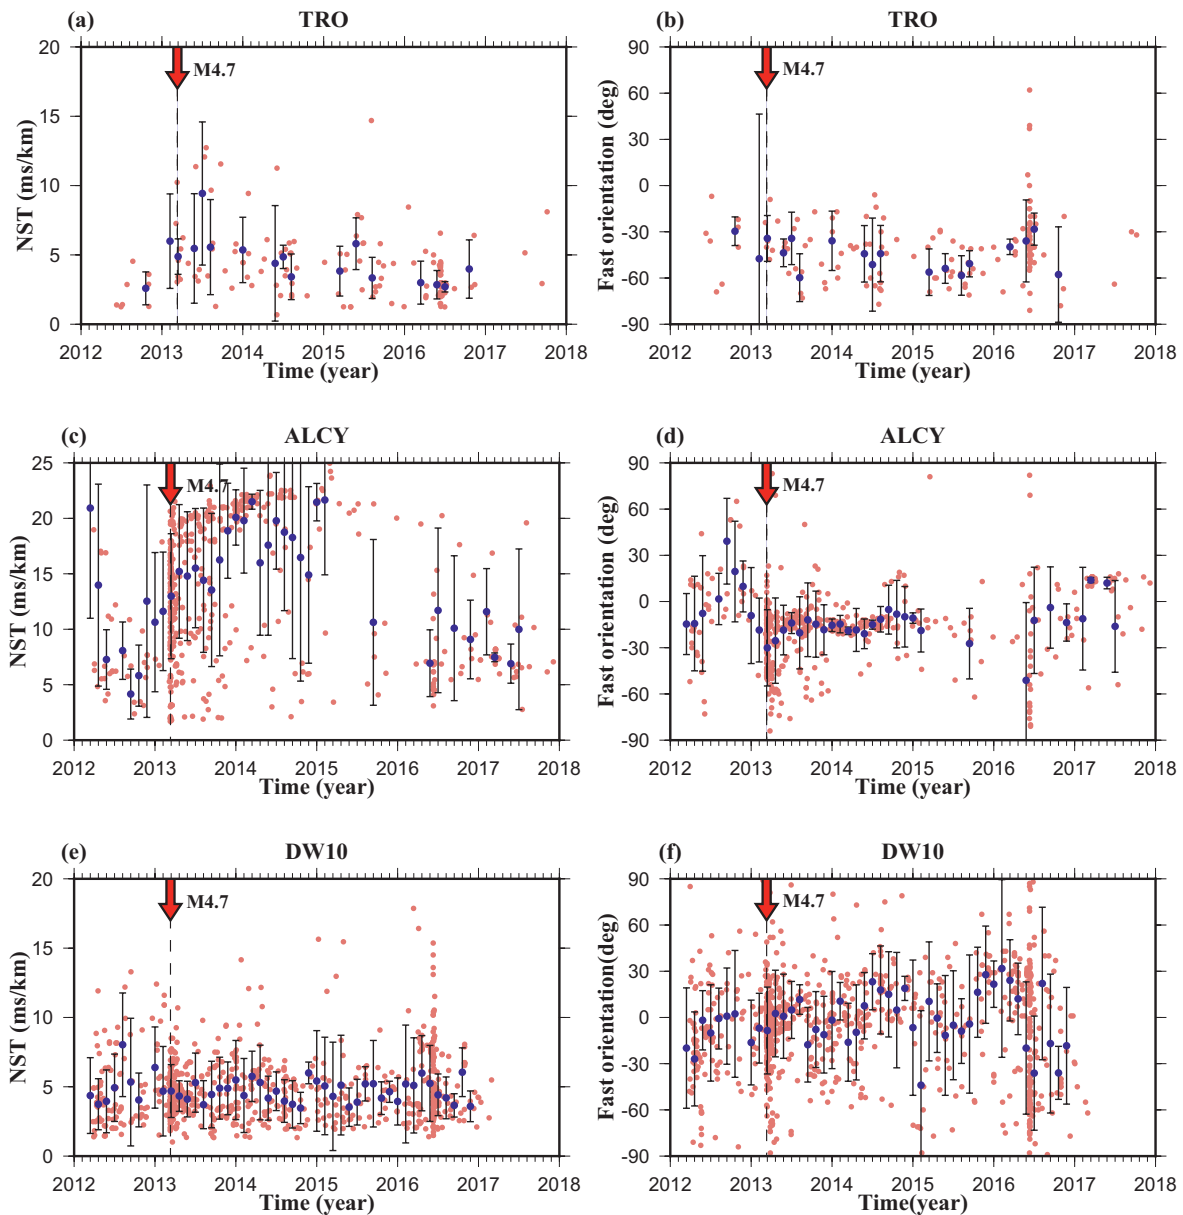 (a) TRO
20
15
10
5
0
NST (ms/km)
M4.7
2012 2013 2014 2015 2016 2017 2018
Time (year)
(b) TRO
90
60
30
0
-30
-60
-90
Fast orientation (deg)
M4.7
2012 2013 2014 2015 2016 2017 2018
Time (year)
(c) ALCY
25
20
15
10
5
0
NST (ms/km)
M4.7
2012 2013 2014 2015 2016 2017 2018
Time (year)
(d) ALCY
90
60
30
0
-30
-60
-90
Fast orientation (deg)
M4.7
2012 2013 2014 2015 2016 2017 2018
Time (year)
(e) DW10
20
15
10
5
0
NST (ms/km)
M4.7
2012 2013 2014 2015 2016 2017 2018
Time (year)
(f) DW10
90
60
30
0
-30
-60
-90
Fast orientation(deg)
M4.7
2012 2013 2014 2015 2016 2017 2018
Time(year)